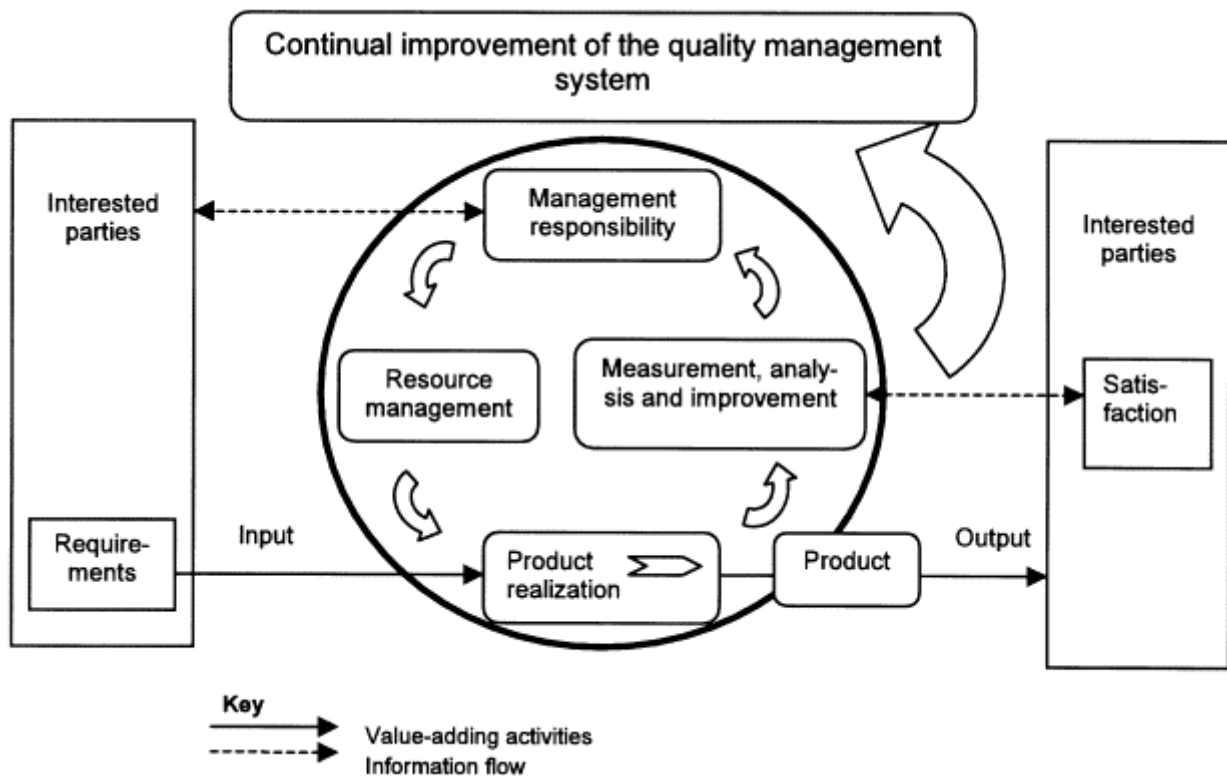 Continual improvement of the quality management
system
Interested
parties
Management
responsibility
Interested
parties
Resource
management
Measurement, analy-
sis and improvement
Satis-
faction
Require-
ments
Input
Product
realization
Product
Output
Key
Value-adding activities
Information flow